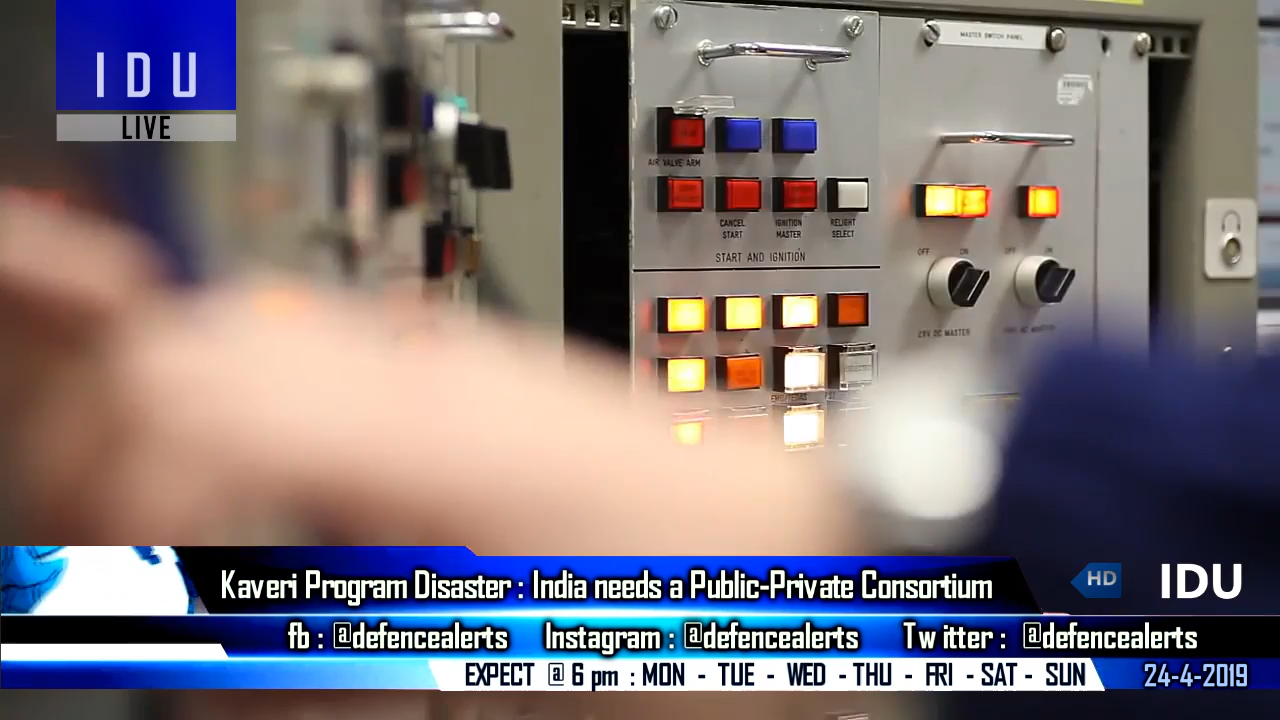 IDU
LIVE
MASTER SWITCH PANEL
AIR VALVE ARM
CANCEL START
IGNITION MASTER
RELIGHT SELECT
START AND IGNITION
OFF ON
OFF ON
28V DC MASTER
Kaveri Program Disaster : India needs a Public-Private Consortium
HD IDU
fb : @defencealerts Instagram : @defencealerts Twitter : @defencealerts
EXPECT @ 6 pm : MON - TUE - WED - THU - FRI - SAT - SUN
24-4-2019